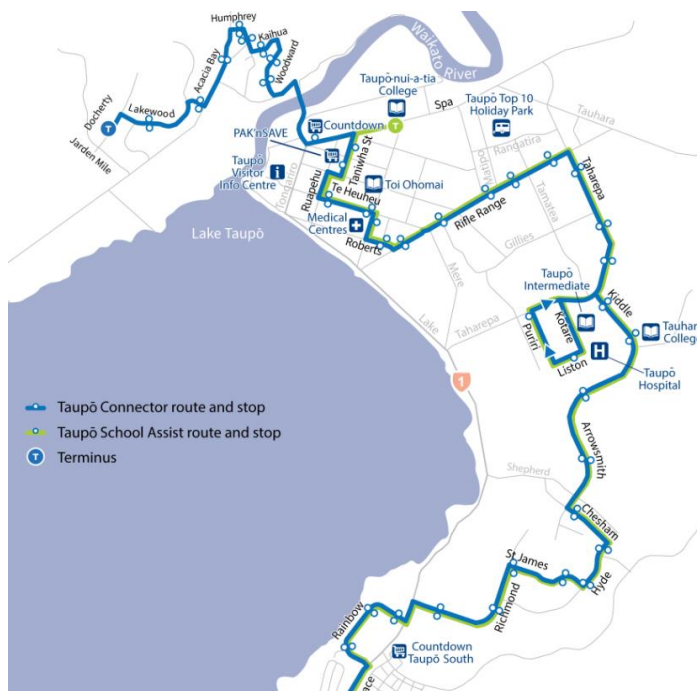 Humphrey
Kaihua
Woodward
Acacia Bay
Lakewood
Docherty
T
Jarden Mile
Waikato River
Taupō-nui-a-tia
College
Countdown
T
Spa
Taupō Top 10
Holiday Park
Tauhara
Rangatira
PAK'nSAVE
Taniwha St
Taupō
Visitor
Info Centre
i
Tongariro
Ruapehu
Te Heuheu
Toi Ohomai
Medical
Centres
Roberts
Rifle Range
Taharepa
Tamatea
Gillies
Mere
Lake Taupō
Lake
Taharepa
Taupō
Intermediate
Kiddle
Kotare
Puriri
Liston
H
Tauhar
College
Taupō
Hospital
1
Taupō Connector route and stop
Taupō School Assist route and stop
T
Terminus
Arrowsmith
Shepherd
Chesham
Hyde
St James
Richmond
Rainbow
Countdown
Taupō South
ace